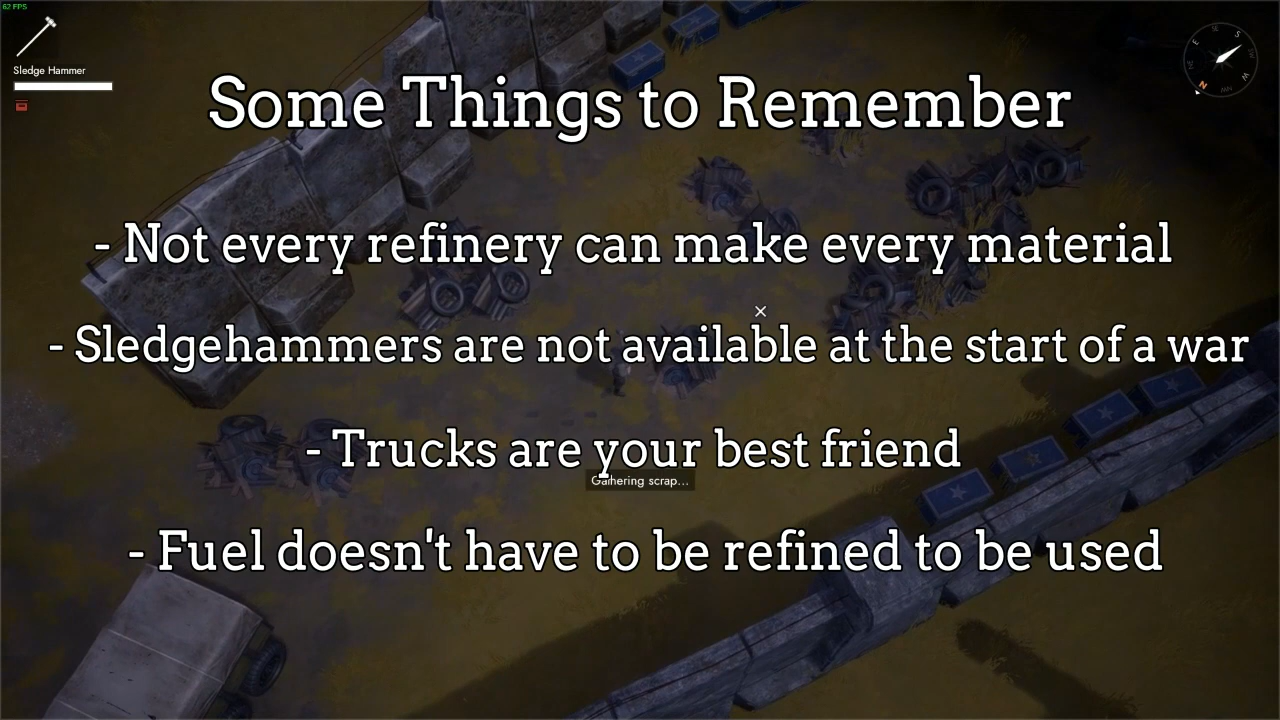 62 FPS
Sledge Hammer
Some Things to Remember
- Not every refinery can make every material
- Sledgehammers are not available at the start of a war
- Trucks are your best friend
Gathering scrap...
- Fuel doesn't have to be refined to be used